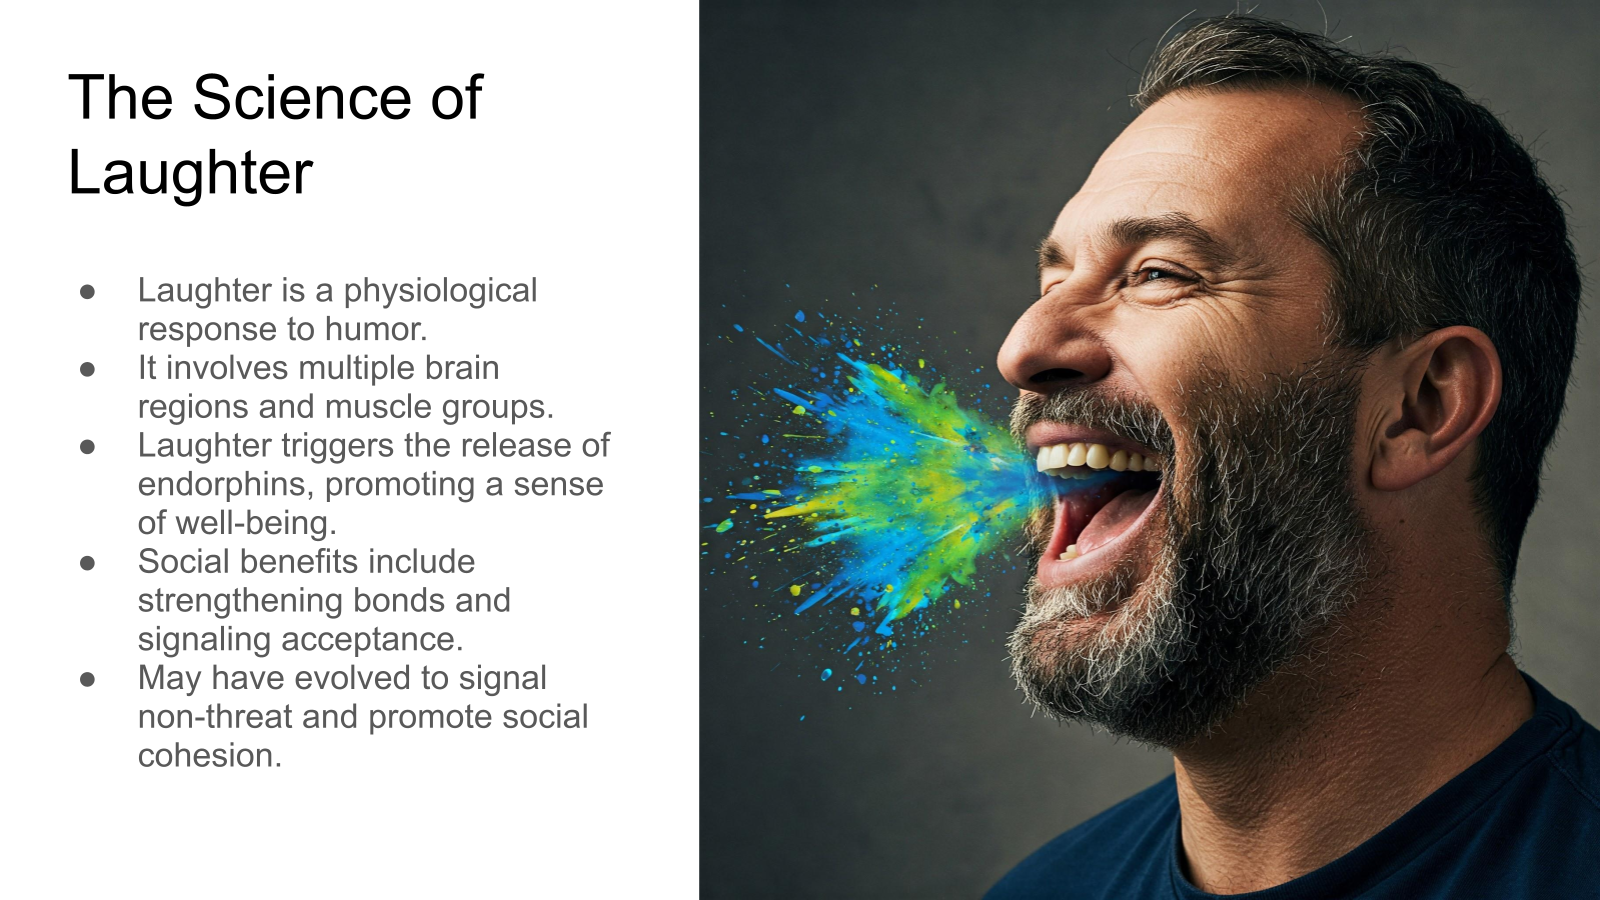 The Science of
Laughter
● Laughter is a physiological
response to humor.
● It involves multiple brain
regions and muscle groups.
● Laughter triggers the release of
endorphins, promoting a sense
of well-being.
● Social benefits include
strengthening bonds and
signaling acceptance.
● May have evolved to signal
non-threat and promote social
cohesion.